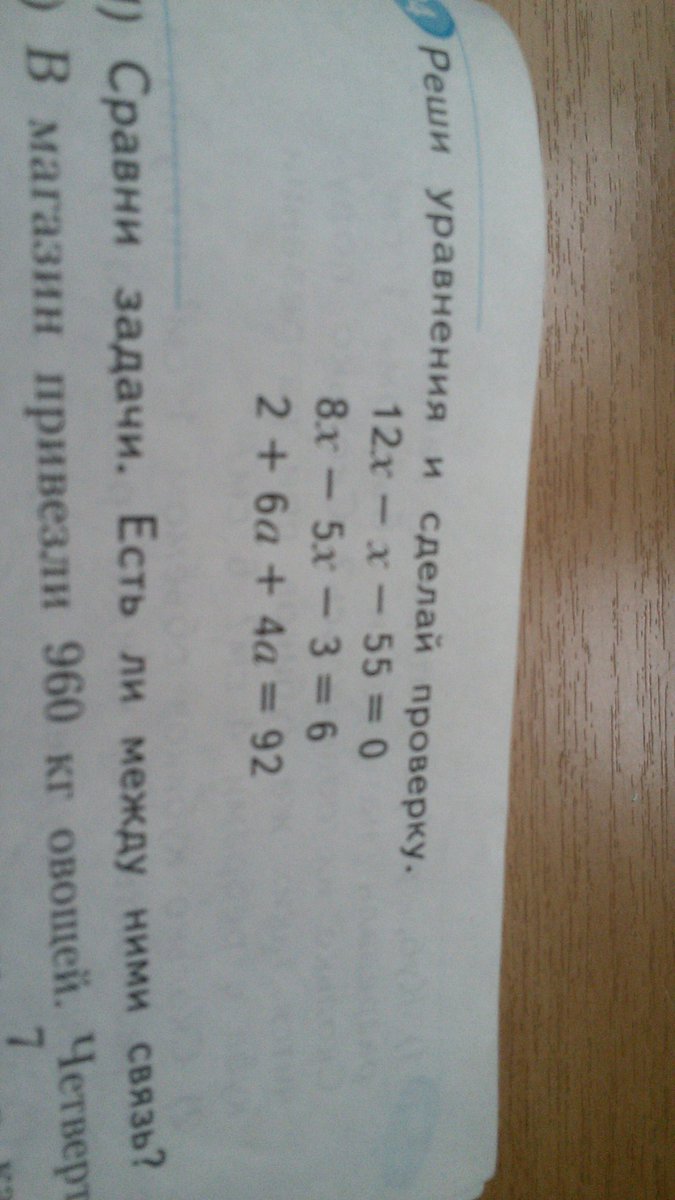 Реши уравнения и сделай проверку.
12x − x − 55 = 0
8x − 5x − 3 = 6
2 + 6a + 4a = 92
1) Сравни задачи. Есть ли между ними связь?
) В магазин привезли 960 кг овощей. Четверт
7